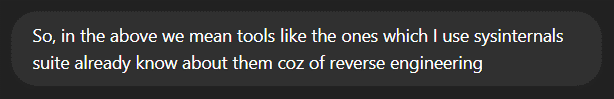 So, in the above we mean tools like the ones which I use sysinternals
suite already know about them coz of reverse engineering